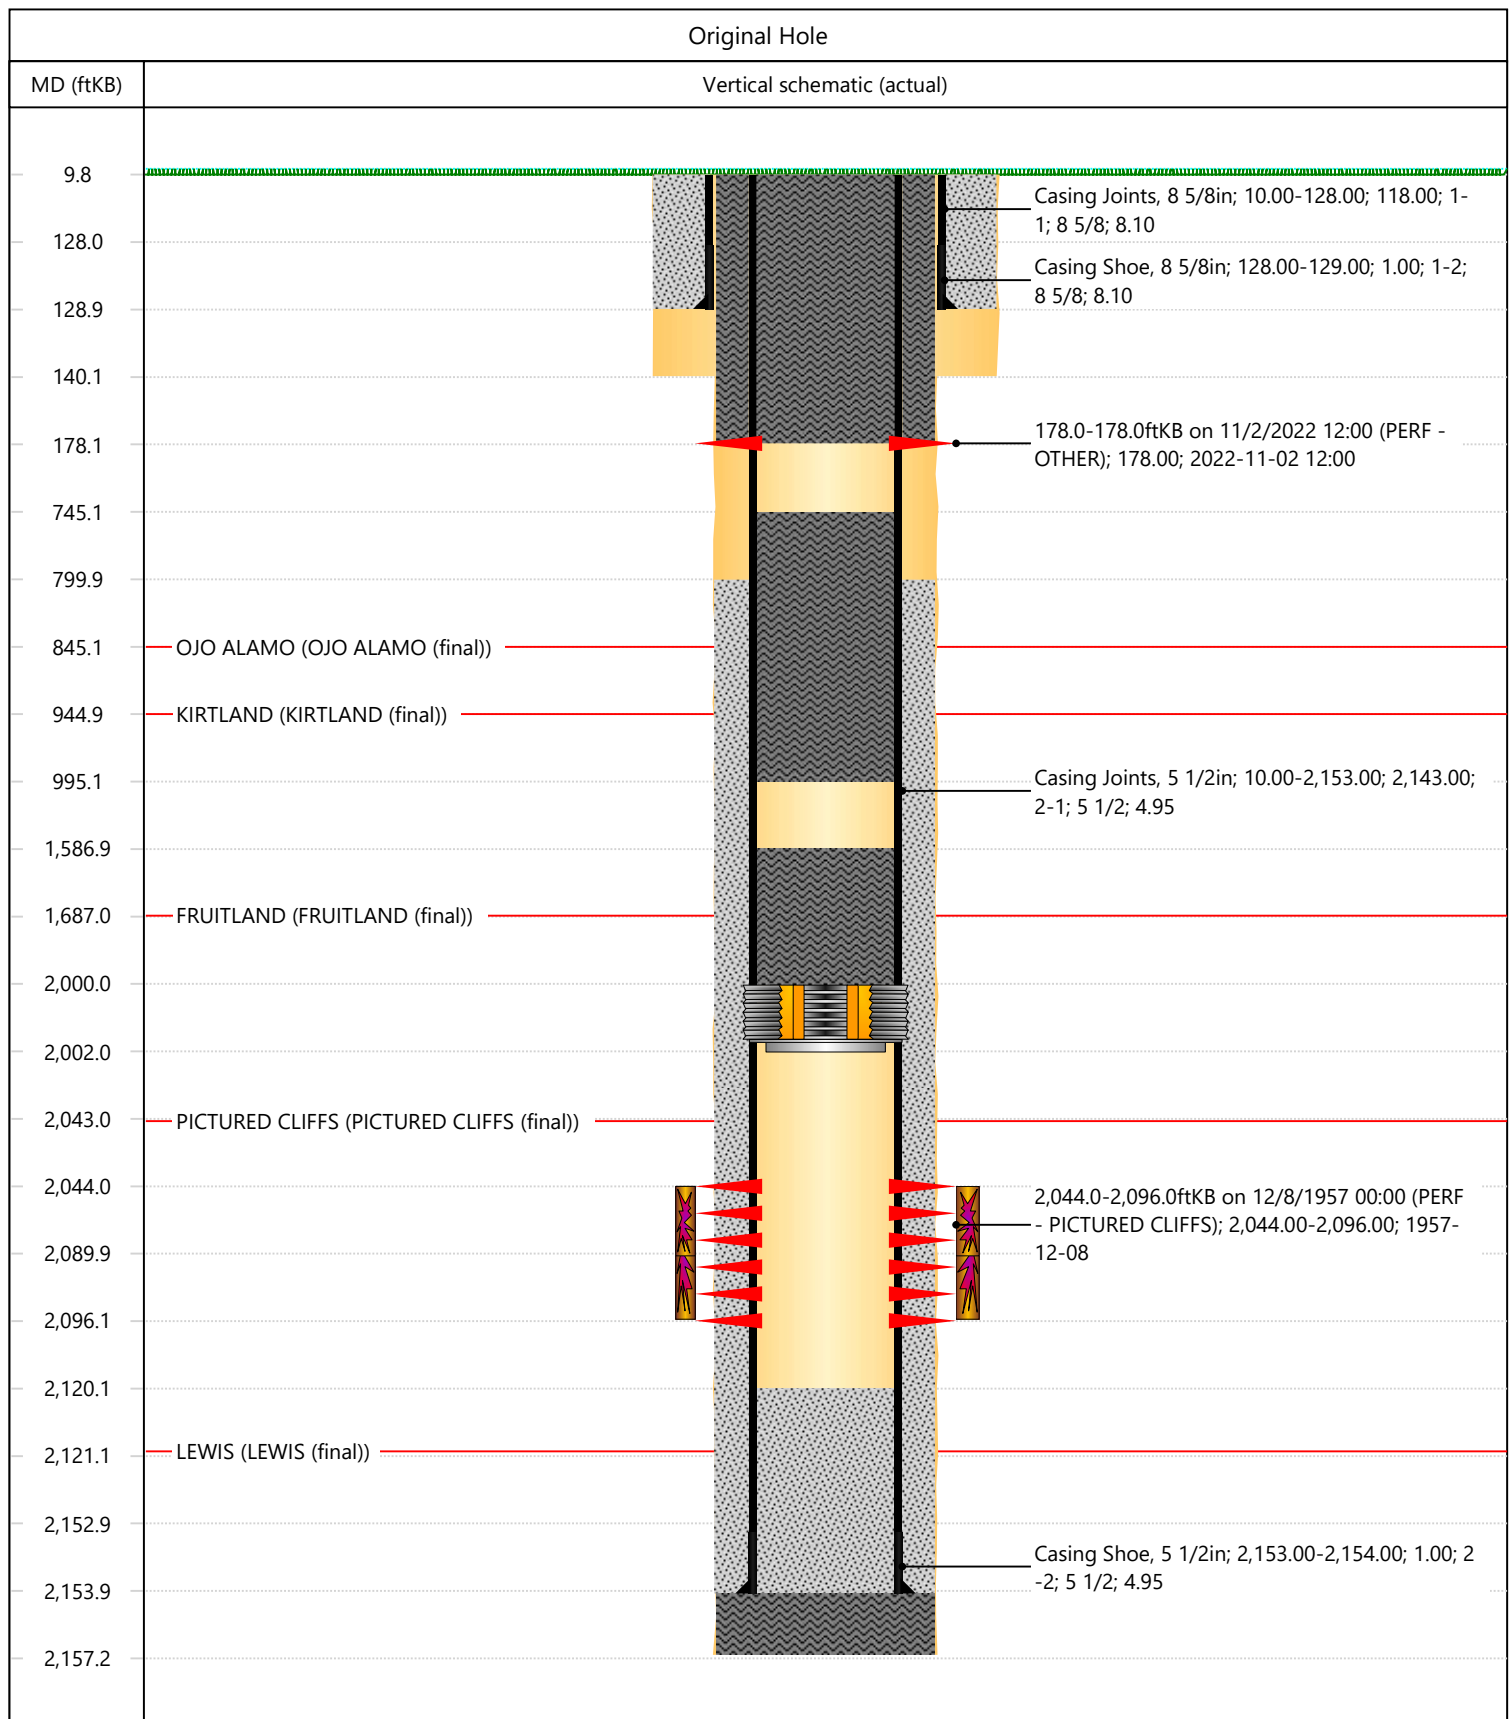 Original Hole
MD (ftKB)
Vertical schematic (actual)
9.8
Casing Joints, 8 5/8in; 10.00-128.00; 118.00; 1-
1; 8 5/8; 8.10
128.0
Casing Shoe, 8 5/8in; 128.00-129.00; 1.00; 1-2;
8 5/8; 8.10
128.9
140.1
178.0-178.0ftKB on 11/2/2022 12:00 (PERF -
OTHER); 178.00; 2022-11-02 12:00
178.1
745.1
799.9
845.1
OJO ALAMO (OJO ALAMO (final))
944.9
KIRTLAND (KIRTLAND (final))
995.1
Casing Joints, 5 1/2in; 10.00-2,153.00; 2,143.00;
2-1; 5 1/2; 4.95
1,586.9
1,687.0
FRUITLAND (FRUITLAND (final))
2,000.0
2,002.0
2,043.0
PICTURED CLIFFS (PICTURED CLIFFS (final))
2,044.0
2,044.0-2,096.0ftKB on 12/8/1957 00:00 (PERF
- PICTURED CLIFFS); 2,044.00-2,096.00; 1957-
12-08
2,089.9
2,096.1
2,120.1
2,121.1
LEWIS (LEWIS (final))
2,152.9
Casing Shoe, 5 1/2in; 2,153.00-2,154.00; 1.00; 2
-2; 5 1/2; 4.95
2,153.9
2,157.2